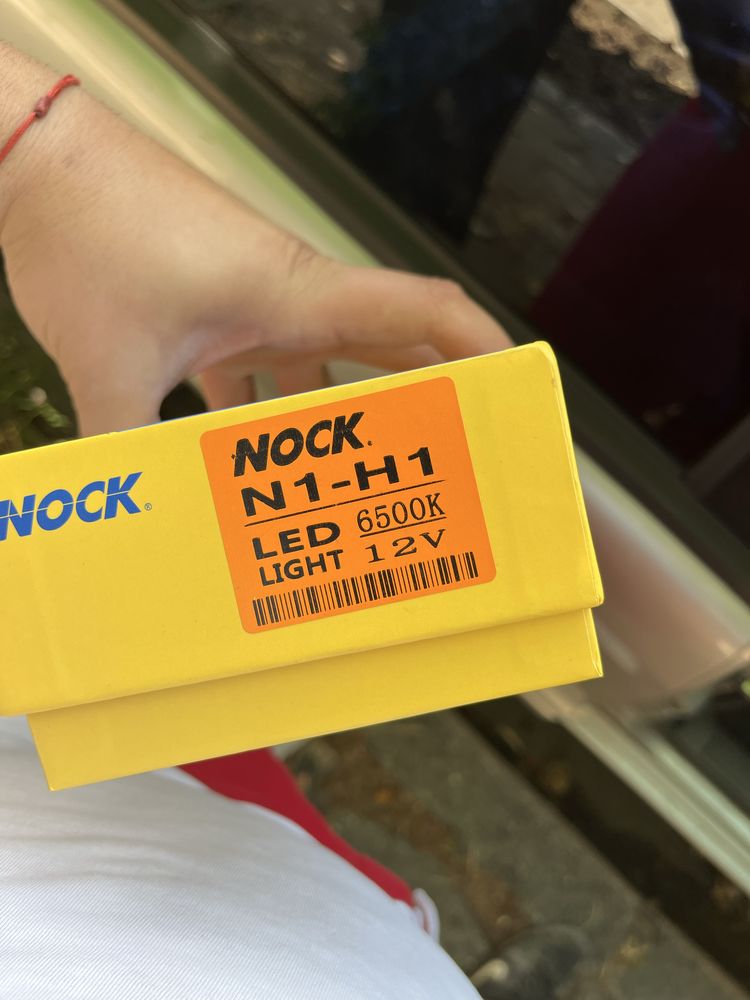 NOCK®
NOCK.
N1-H1
LED 6500K
LIGHT 12V